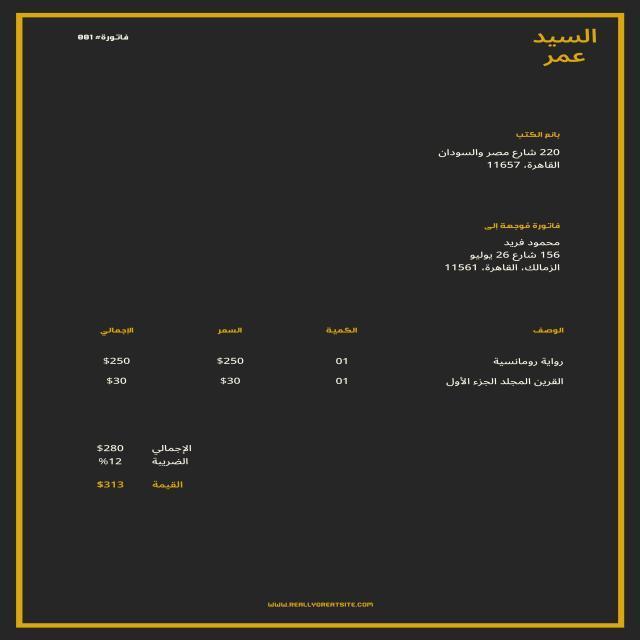 السيد
عمر
فاتورة# 001
بائع الكتب
220 شارع مصر والسودان
القاهرة، 11657
فاتورة مُوجهة إلى
محمود فريد
156 شارع 26 يوليو
الزمالك، القاهرة، 11561
الوصف الكمية السعر الإجمالي
رواية رومانسية 01 $250 $250
القرين المجلد الجزء الأول 01 $30 $30
الإجمالي $280
الضريبة %12
القيمة $313
WWW.REALLYGREATSITE.COM